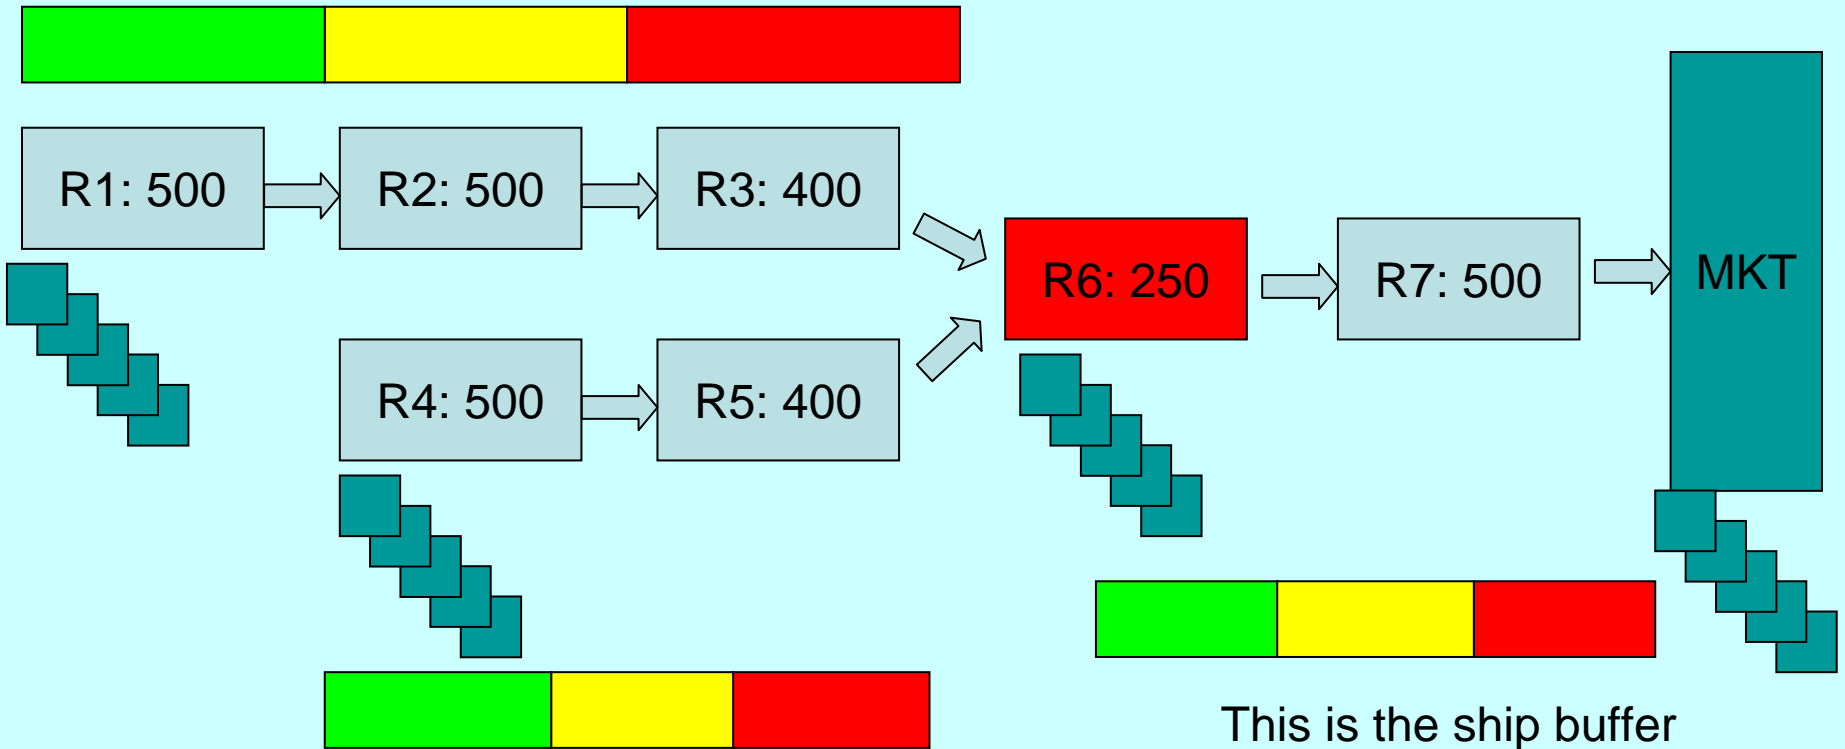 R1: 500
R2: 500
R3: 400
R6: 250
R7: 500
MKT
R4: 500
R5: 400
This is the ship buffer